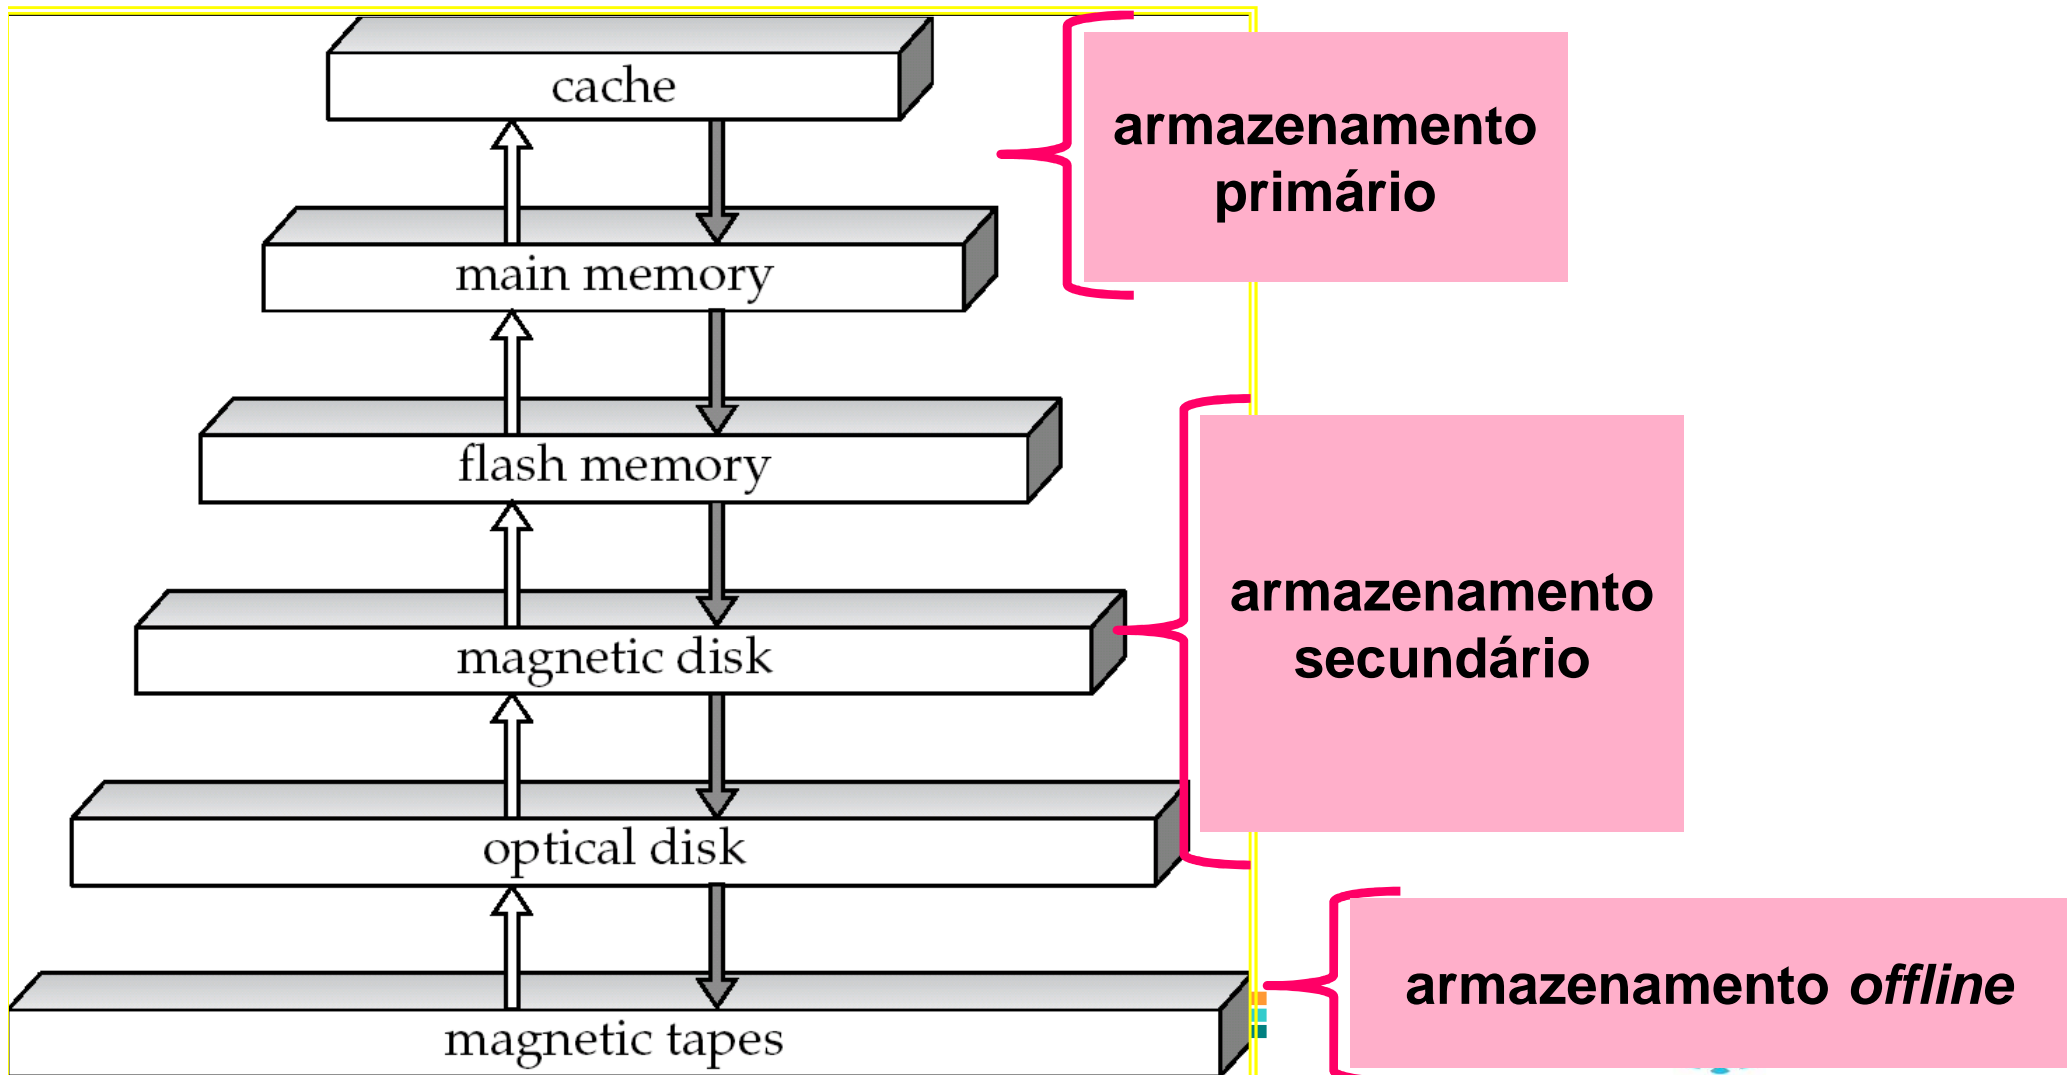 cache
armazenamento
primário
main memory
flash memory
armazenamento
secundário
magnetic disk
optical disk
armazenamento offline
magnetic tapes